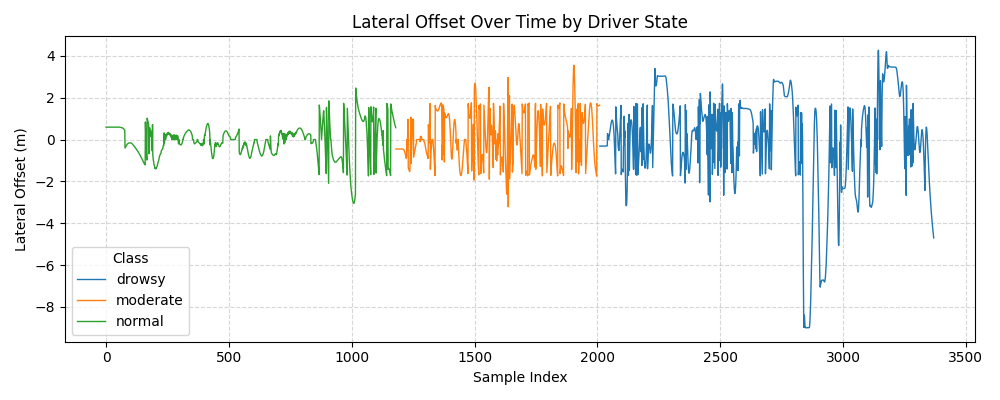 Lateral Offset Over Time by Driver State
Lateral Offset (m)
4
2
0
−2
−4
−6
−8
Class
drowsy
moderate
normal
0 500 1000 1500 2000 2500 3000 3500
Sample Index